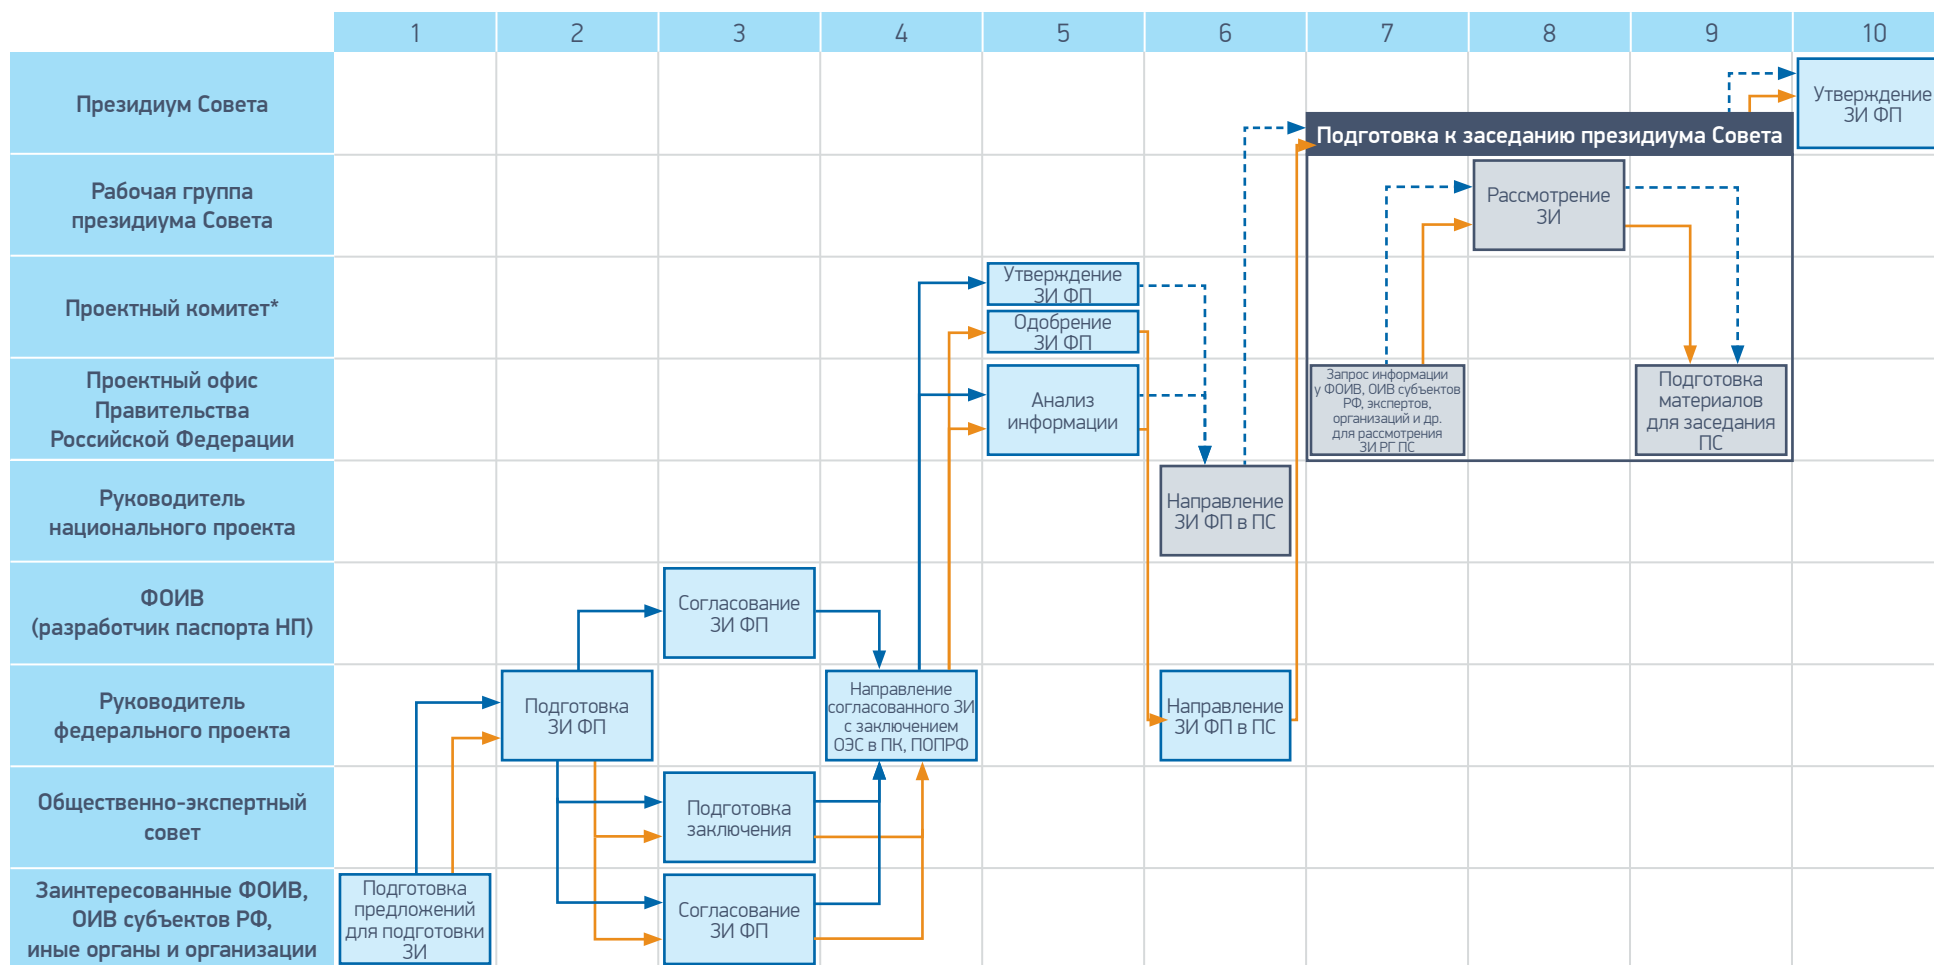 1 2 3 4 5 6 7 8 9 10
Президиум Совета
Утверждение
ЗИ ФП
Подготовка к заседанию президиума Совета
Рабочая группа
президиума Совета
Рассмотрение
ЗИ
Проектный комитет*
Утверждение
ЗИ ФП
Одобрение
ЗИ ФП
Проектный офис
Правительства
Российской Федерации
Анализ
информации
Запрос информации
у ФОИВ, ОИВ субъектов
РФ, экспертов,
организаций и др.
для рассмотрения
ЗИ РГ ПС
Подготовка
материалов
для заседания
ПС
Руководитель
национального проекта
Направление
ЗИ ФП в ПС
ФОИВ
(разработчик паспорта НП)
Согласование
ЗИ ФП
Руководитель
федерального проекта
Подготовка
ЗИ ФП
Направление
согласованного ЗИ
с заключением
ОЭС в ПК, ПОПРФ
Направление
ЗИ ФП в ПС
Общественно-экспертный
совет
Подготовка
заключения
Заинтересованные ФОИВ,
ОИВ субъектов РФ,
иные органы и организации
Подготовка
предложений
для подготовки
ЗИ
Согласование
ЗИ ФП